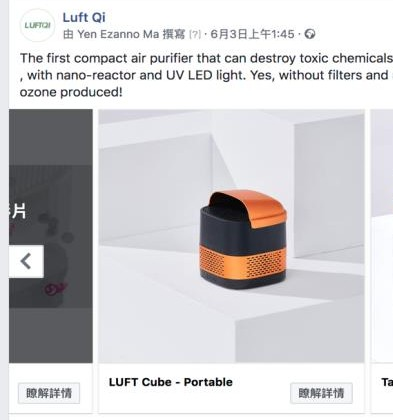 LUFTQI
Luft Qi
由 Yen Ezanno Ma 撰寫 [?] · 6月3日上午1:45 ·
The first compact air purifier that can destroy toxic chemicals
, with nano-reactor and UV LED light. Yes, without filters and
ozone produced!
片
LUFT Cube - Portable
Ta
瞭解詳情
瞭解詳情